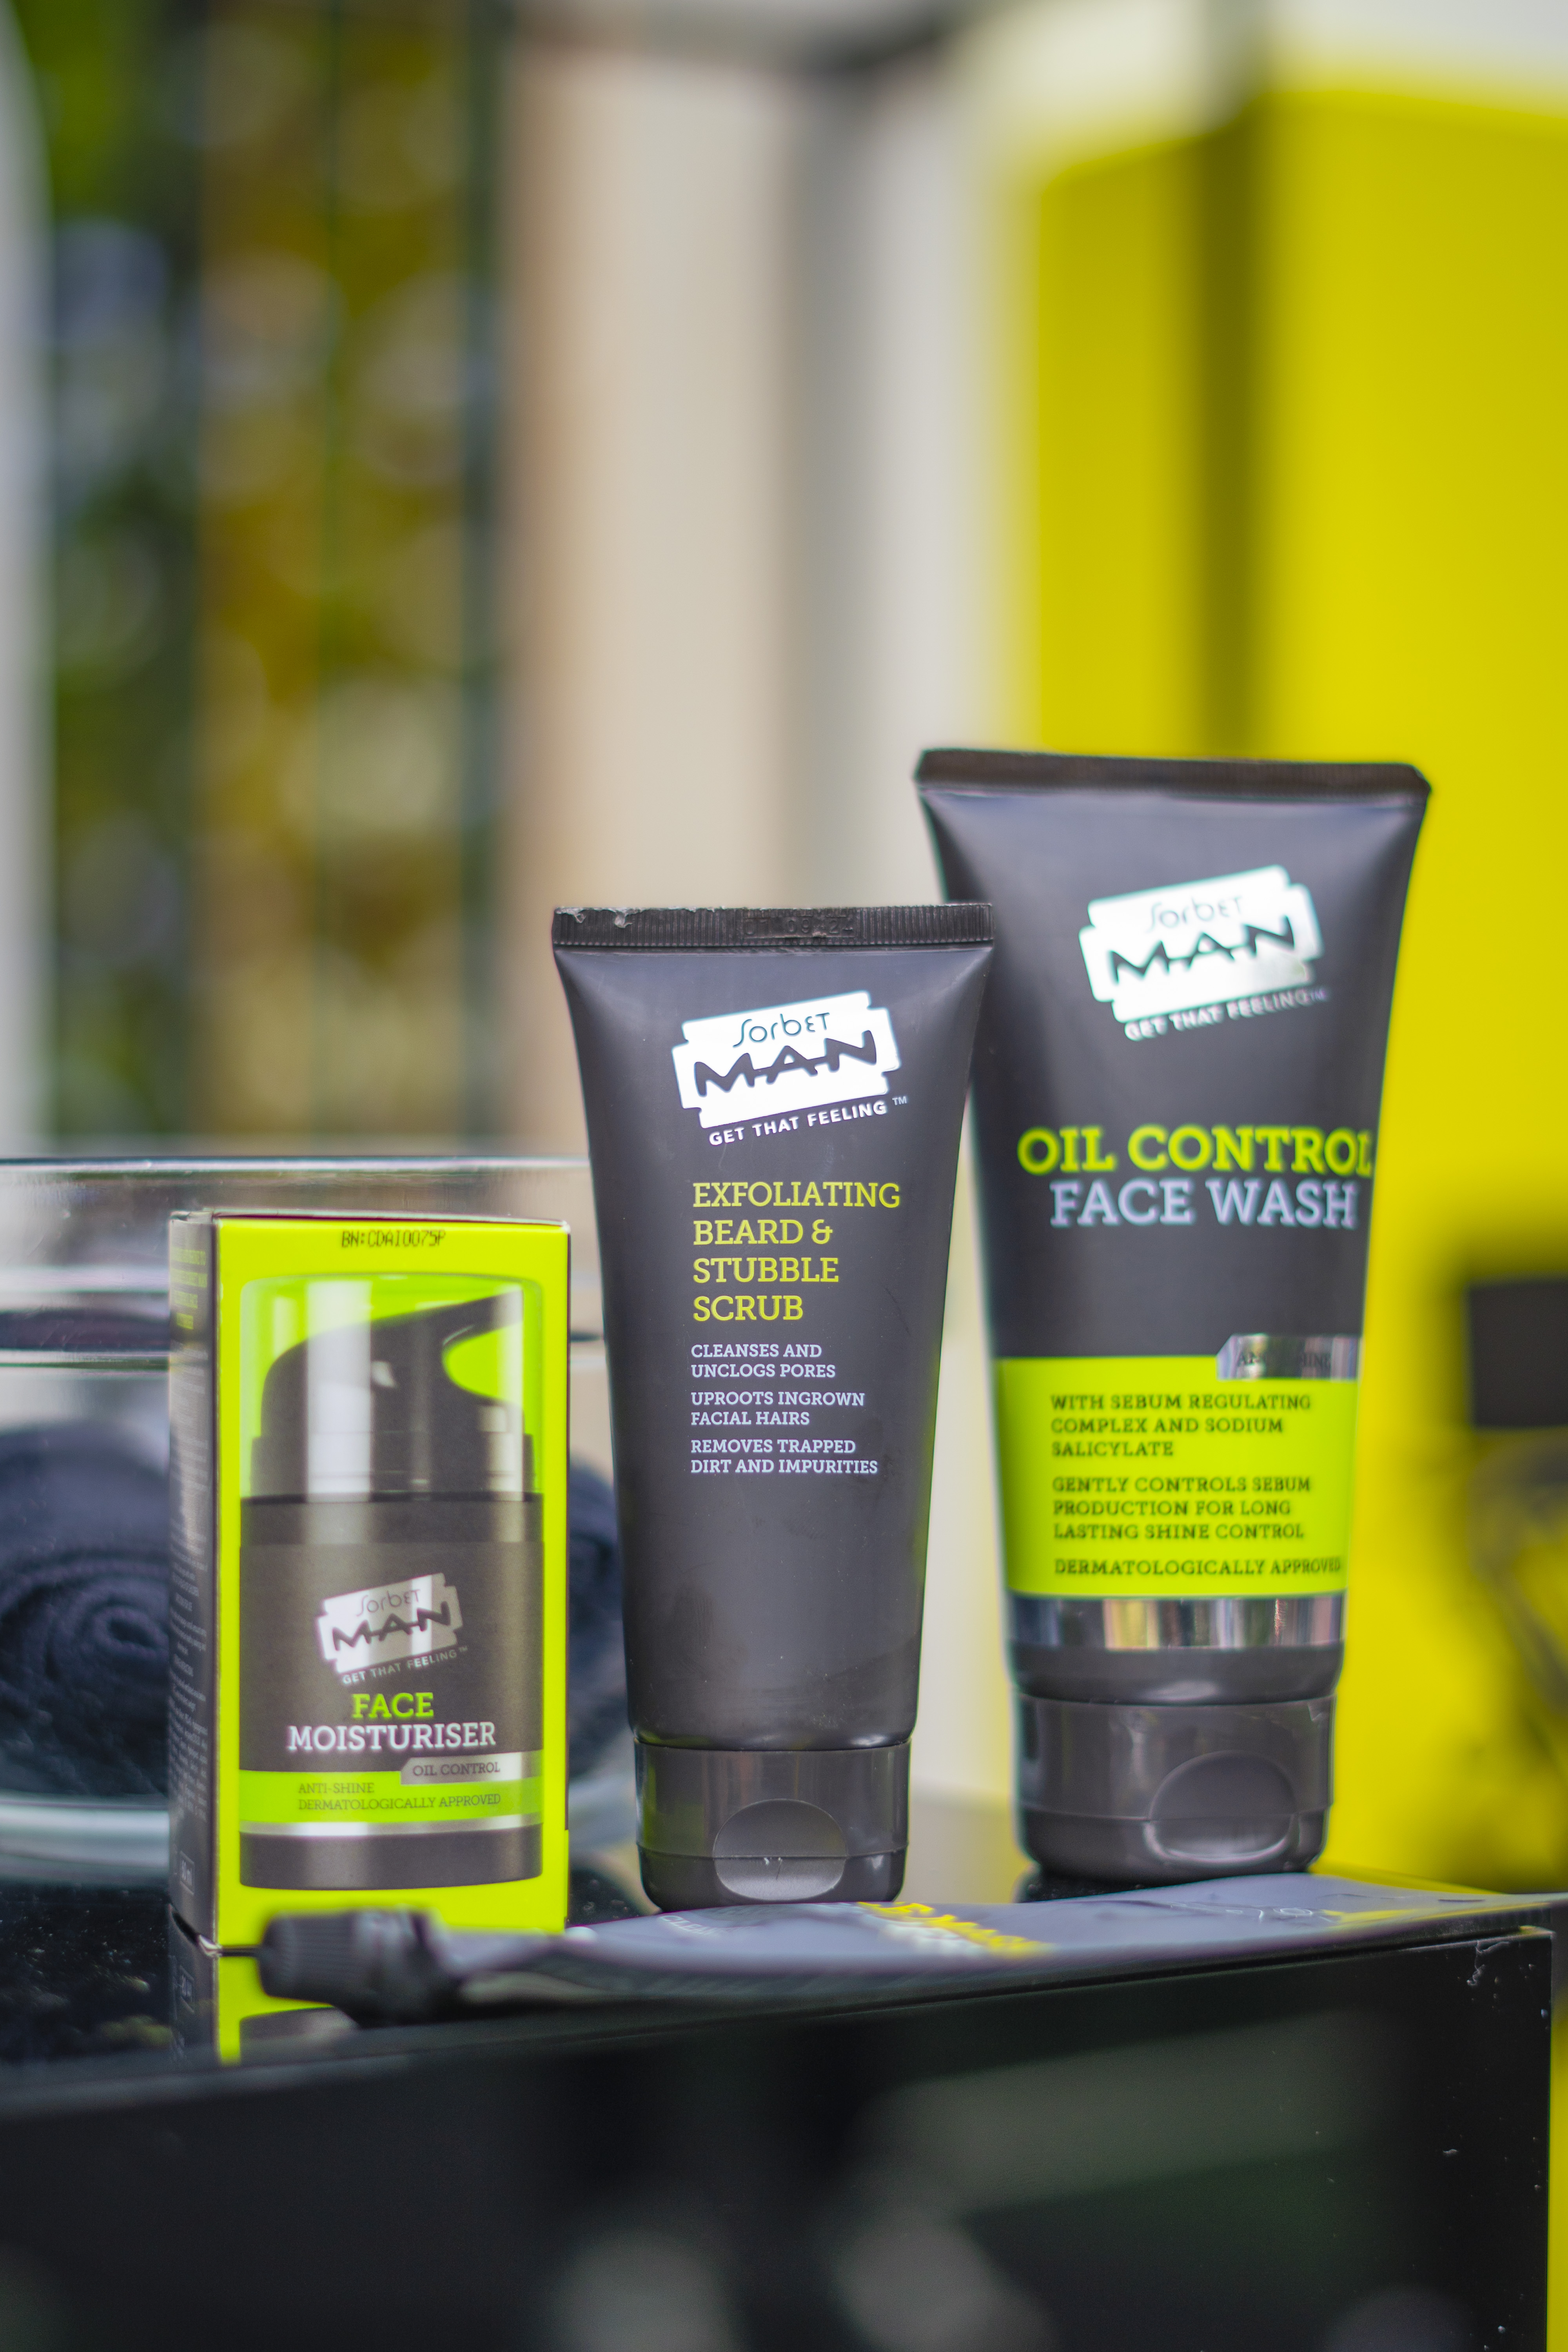 BN:CDAI0075P
Sorbet
MAN
GET THAT FEELING™
FACE
MOISTURISER
OIL CONTROL
ANTI-SHINE
DERMATOLOGICALLY APPROVED
Sorbet
MAN
GET THAT FEELING™
EXFOLIATING
BEARD &
STUBBLE
SCRUB
CLEANSES AND
UNCLOGS PORES
UPROOTS INGROWN
FACIAL HAIRS
REMOVES TRAPPED
DIRT AND IMPURITIES
Sorbet
MAN
GET THAT FEELING™
OIL CONTROL
FACE WASH
WITH SEBUM REGULATING
COMPLEX AND SODIUM
SALICYLATE
GENTLY CONTROLS SEBUM
PRODUCTION FOR LONG
LASTING SHINE CONTROL
DERMATOLOGICALLY APPROVED